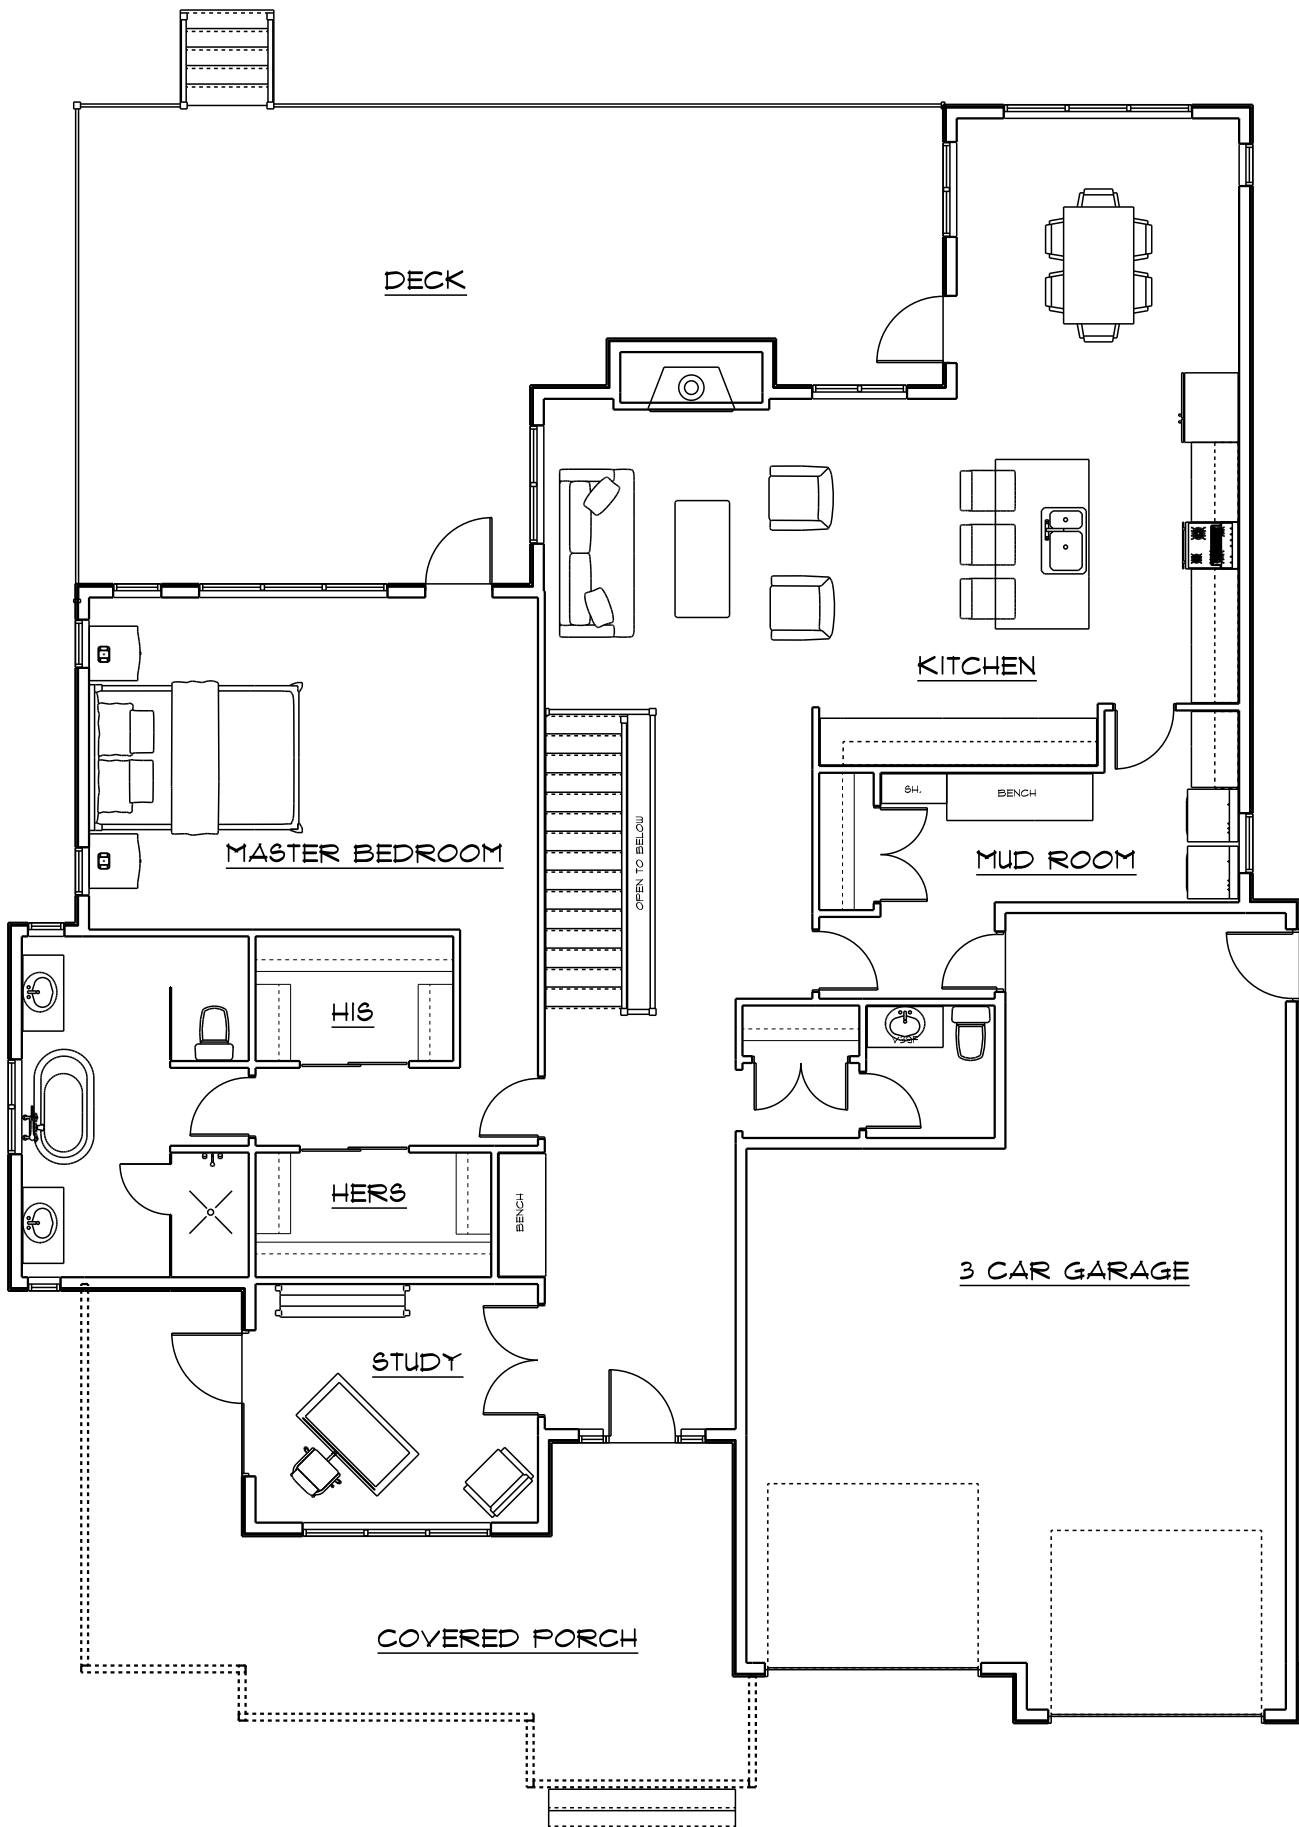 DECK
KITCHEN
SH.
BENCH
OPEN TO BELOW
MASTER BEDROOM
MUD ROOM
HIS
HERS
BENCH
3 CAR GARAGE
STUDY
COVERED PORCH